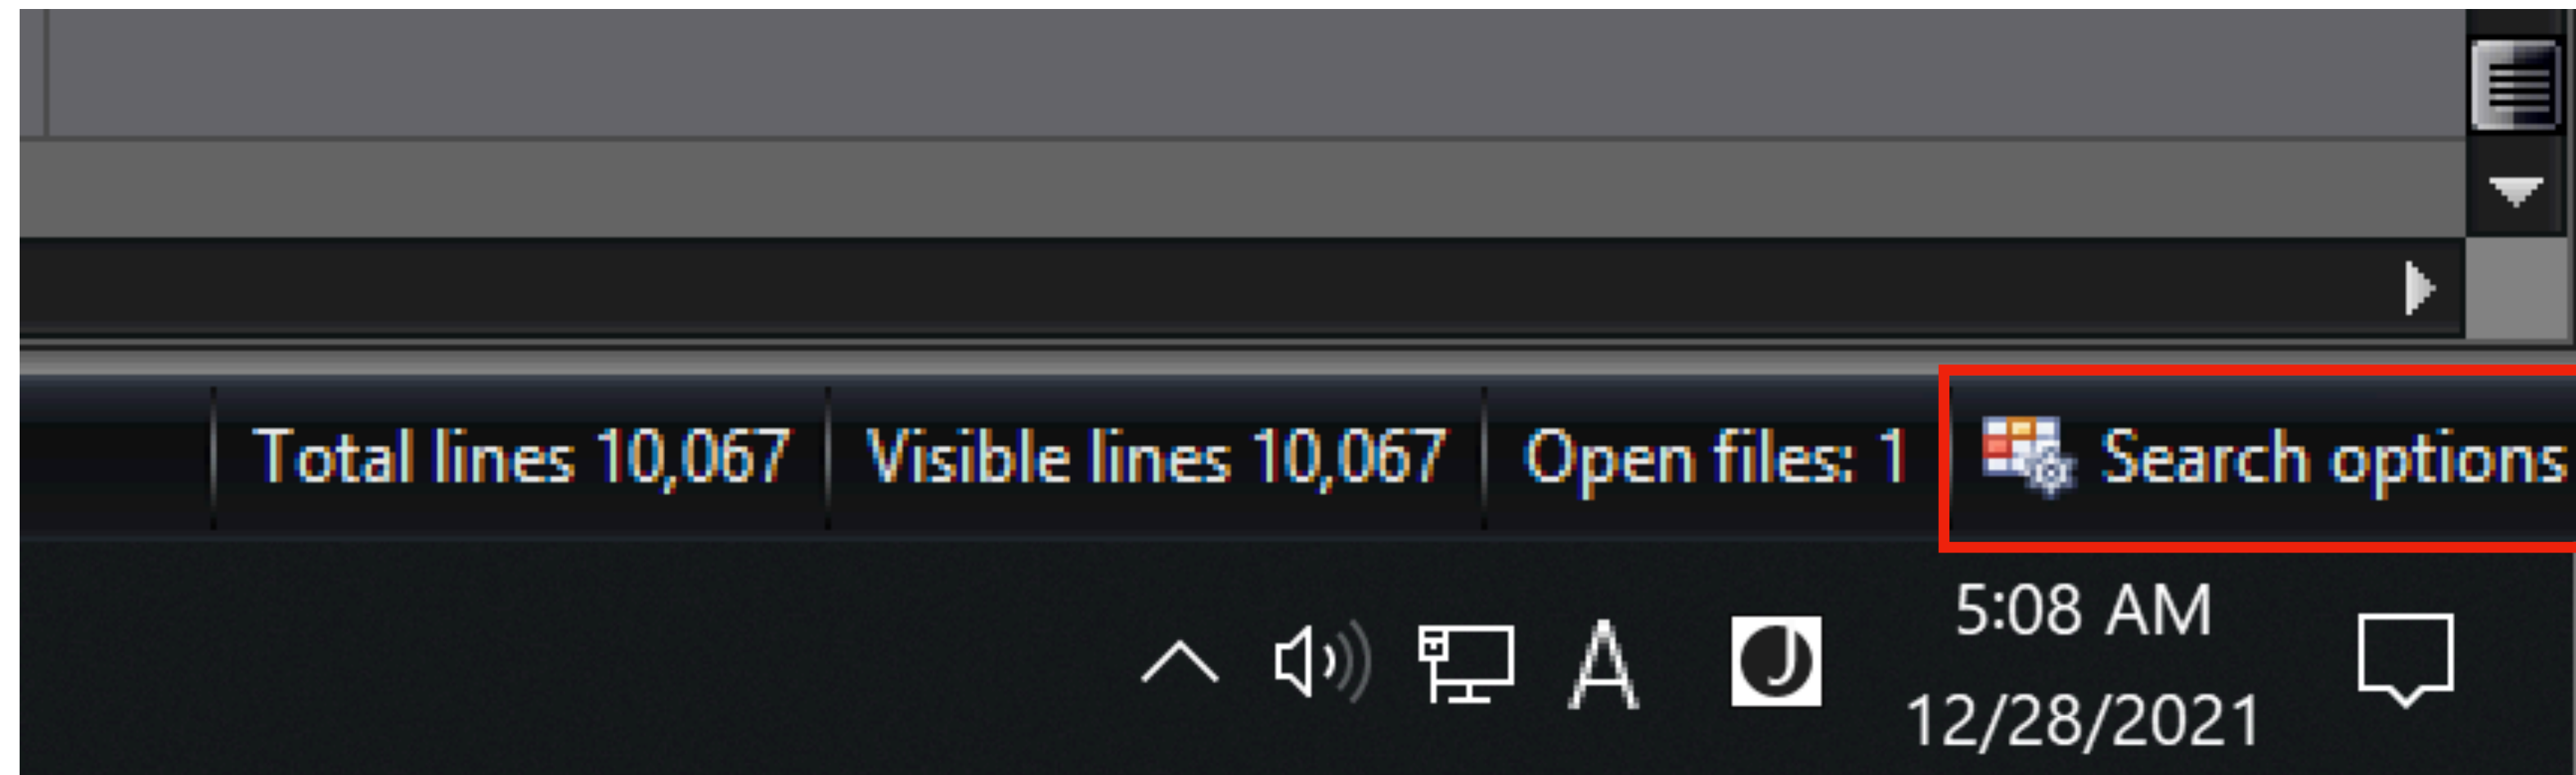 Total lines 10,067 Visible lines 10,067 Open files: 1 Search options
A
5:08 AM
12/28/2021